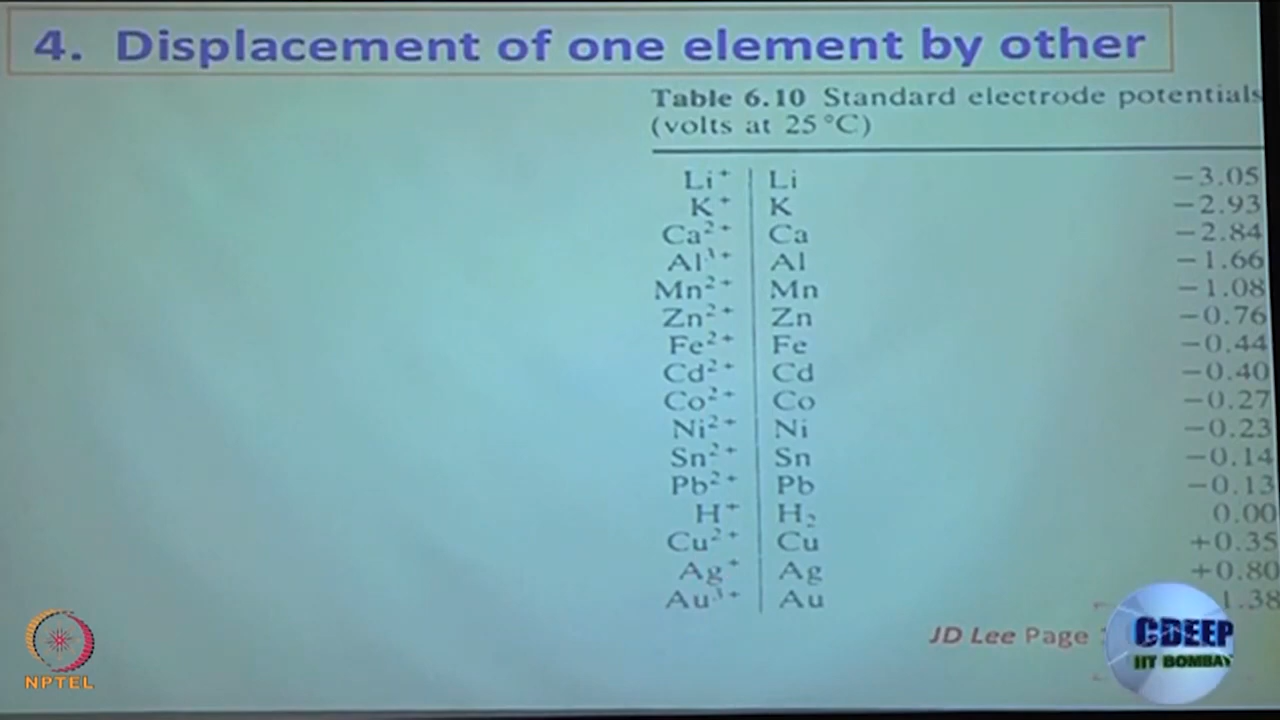 4. Displacement of one element by other
Table 6.10 Standard electrode potentials
(volts at 25 °C)
Li⁺ | Li −3.05
K⁺ | K −2.93
Ca²⁺ | Ca −2.84
Al³⁺ | Al −1.66
Mn²⁺ | Mn −1.08
Zn²⁺ | Zn −0.76
Fe²⁺ | Fe −0.44
Cd²⁺ | Cd −0.40
Co²⁺ | Co −0.27
Ni²⁺ | Ni −0.23
Sn²⁺ | Sn −0.14
Pb²⁺ | Pb −0.13
H⁺ | H₂ 0.00
Cu²⁺ | Cu +0.35
Ag⁺ | Ag +0.80
Au³⁺ | Au 1.38
JD Lee Page
CDEEP
IIT BOMBAY
NPTEL